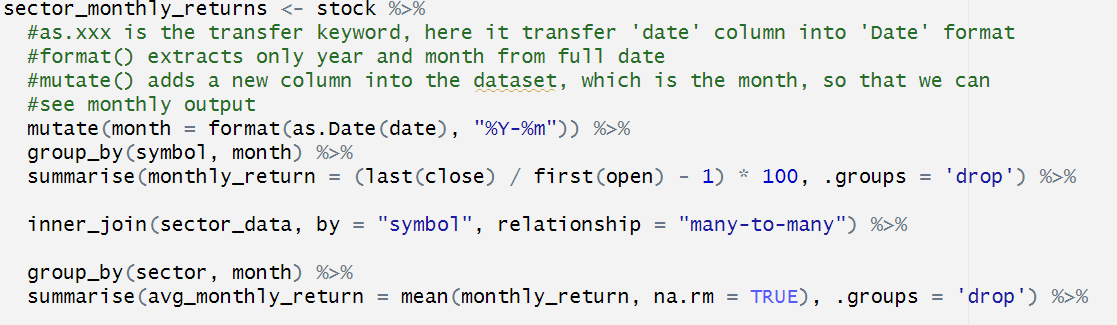 sector_monthly_returns <- stock %>%
#as.xxx is the transfer keyword, here it transfer 'date' column into 'Date' format
#format() extracts only year and month from full date
#mutate() adds a new column into the dataset, which is the month, so that we can
#see monthly output
mutate(month = format(as.Date(date), "%Y-%m")) %>%
group_by(symbol, month) %>%
summarise(monthly_return = (last(close) / first(open) - 1) * 100, .groups = 'drop') %>%
inner_join(sector_data, by = "symbol", relationship = "many-to-many") %>%
group_by(sector, month) %>%
summarise(avg_monthly_return = mean(monthly_return, na.rm = TRUE), .groups = 'drop') %>%